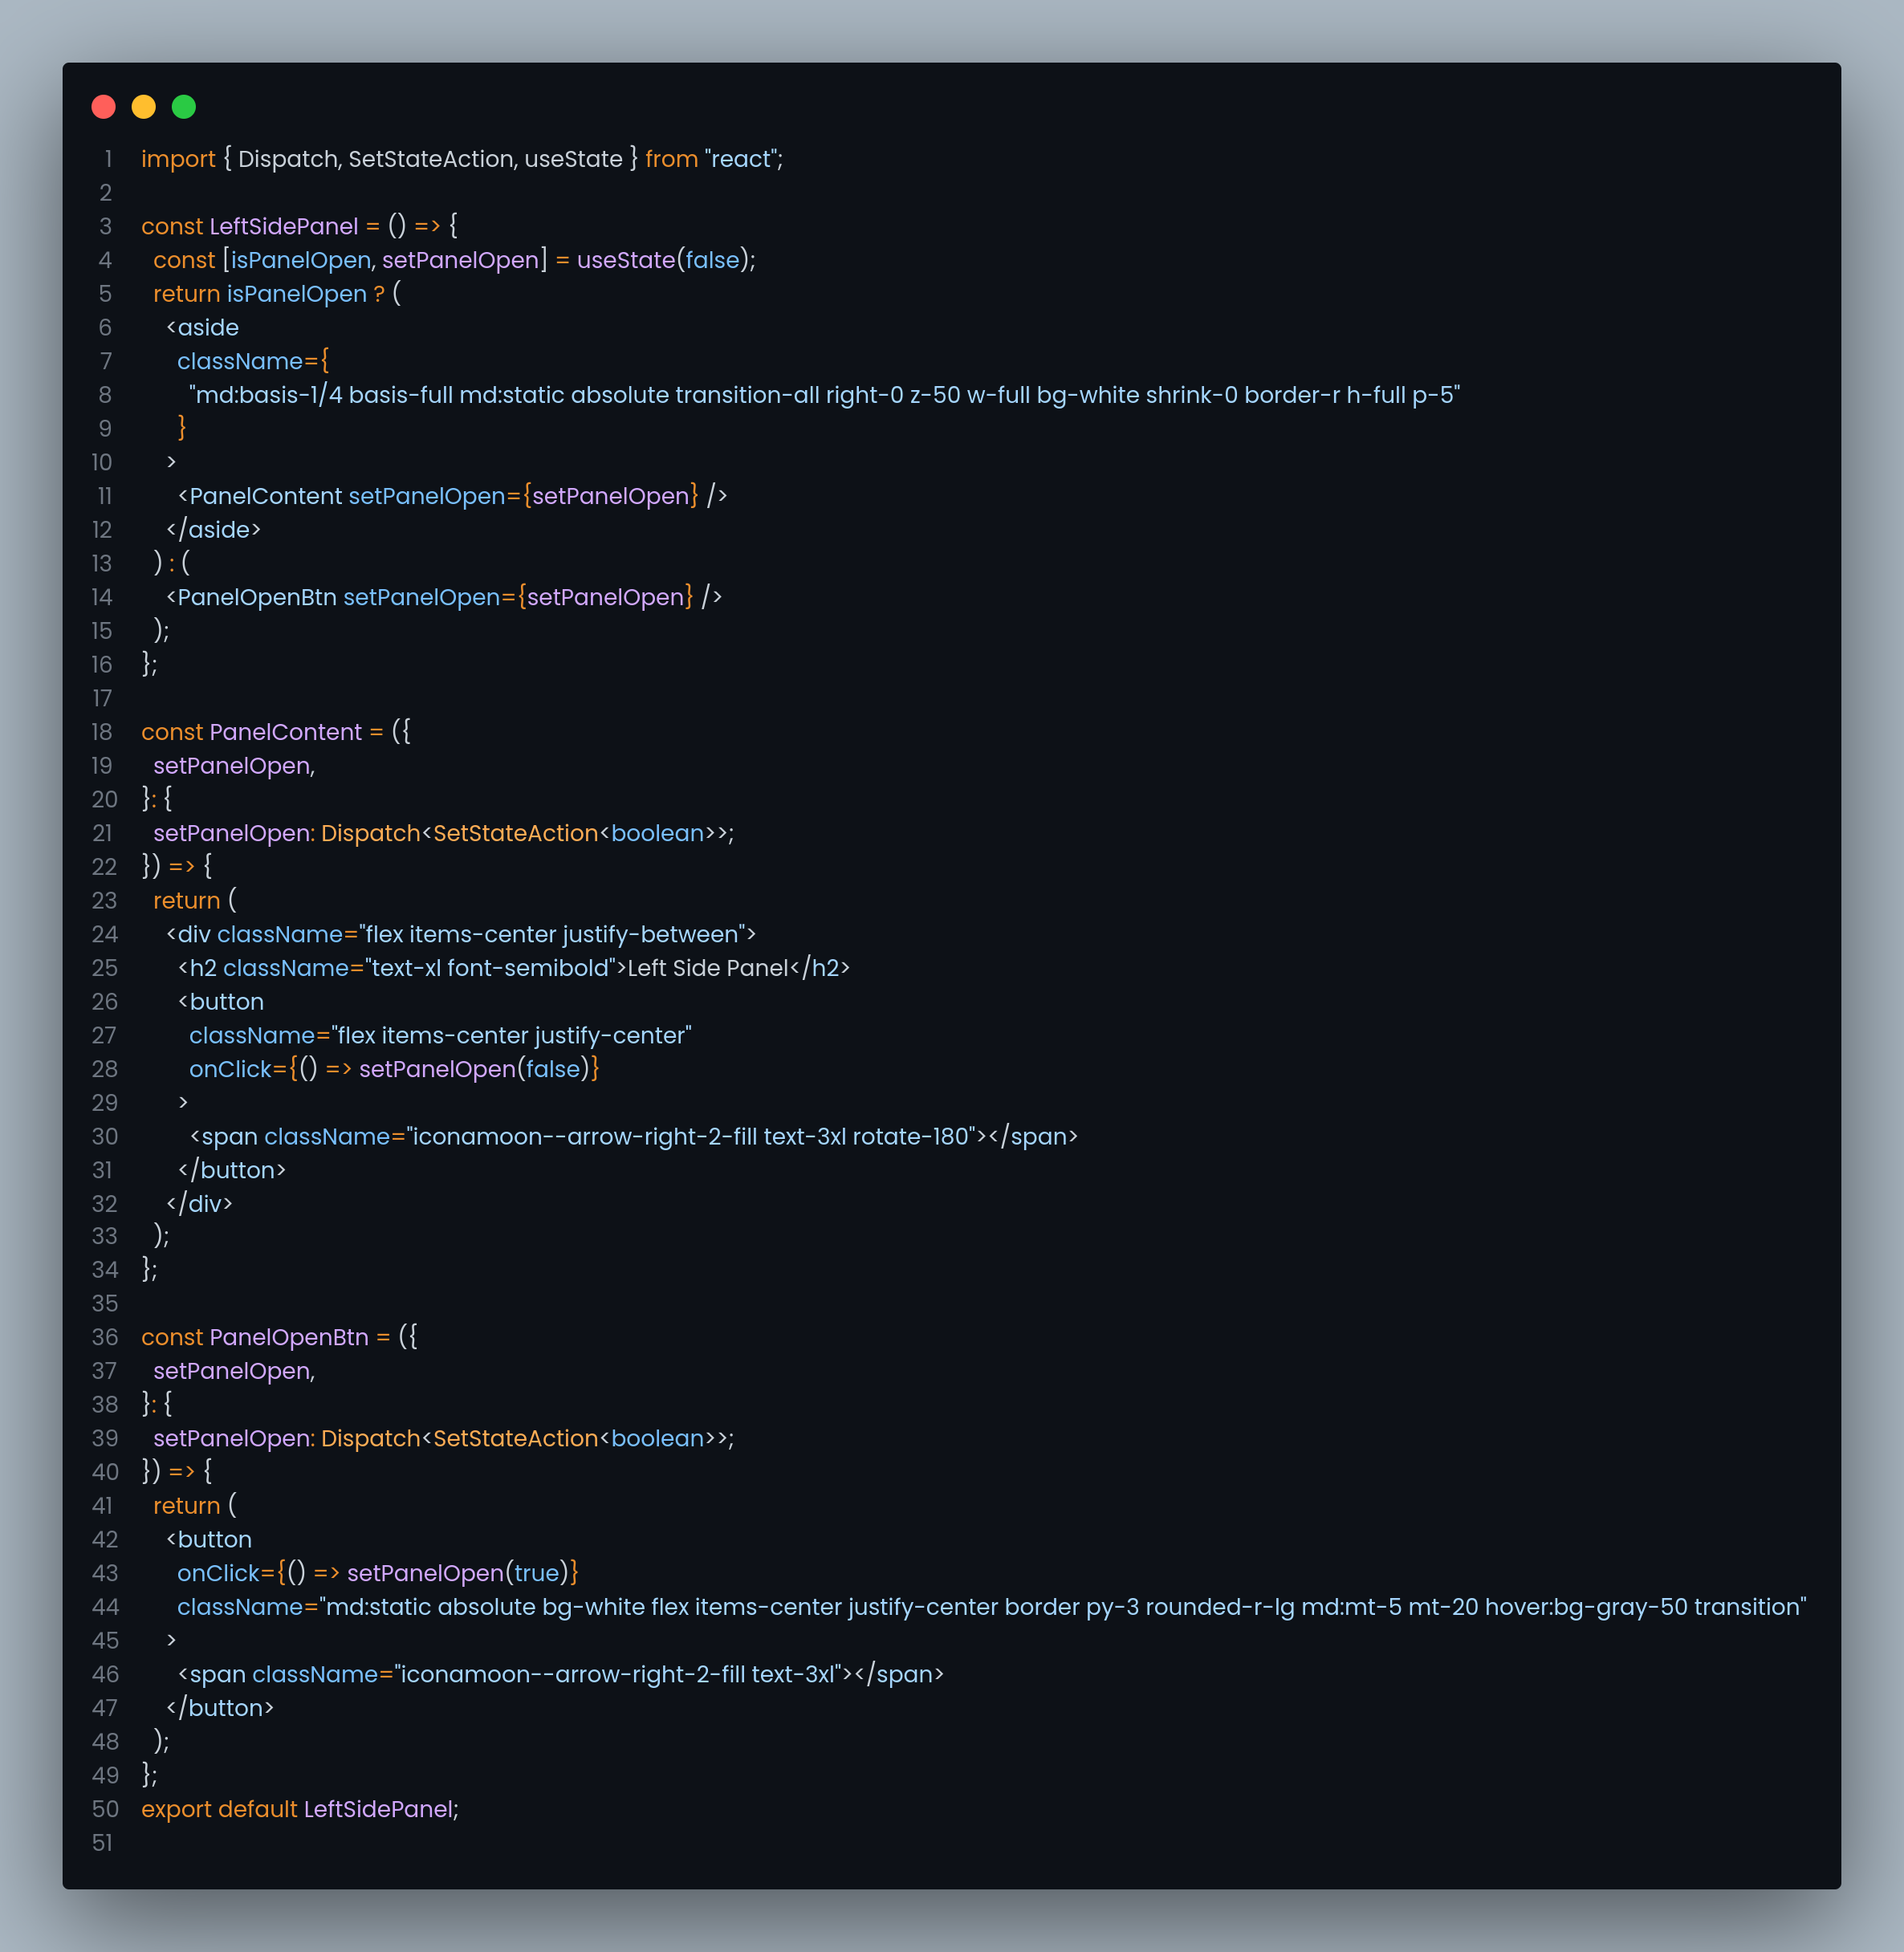 1 import { Dispatch, SetStateAction, useState } from "react";
2
3 const LeftSidePanel = () => {
4   const [isPanelOpen, setPanelOpen] = useState(false);
5   return isPanelOpen ? (
6     <aside
7       className={
8         "md:basis-1/4 basis-full md:static absolute transition-all right-0 z-50 w-full bg-white shrink-0 border-r h-full p-5"
9       }
10     >
11       <PanelContent setPanelOpen={setPanelOpen} />
12     </aside>
13   ) : (
14     <PanelOpenBtn setPanelOpen={setPanelOpen} />
15   );
16 };
17
18 const PanelContent = ({
19   setPanelOpen,
20 }: {
21   setPanelOpen: Dispatch<SetStateAction<boolean>>;
22 }) => {
23   return (
24     <div className="flex items-center justify-between">
25       <h2 className="text-xl font-semibold">Left Side Panel</h2>
26       <button
27         className="flex items-center justify-center"
28         onClick={() => setPanelOpen(false)}
29       >
30         <span className="iconamoon--arrow-right-2-fill text-3xl rotate-180"></span>
31       </button>
32     </div>
33   );
34 };
35
36 const PanelOpenBtn = ({
37   setPanelOpen,
38 }: {
39   setPanelOpen: Dispatch<SetStateAction<boolean>>;
40 }) => {
41   return (
42     <button
43       onClick={() => setPanelOpen(true)}
44       className="md:static absolute bg-white flex items-center justify-center border py-3 rounded-r-lg md:mt-5 mt-20 hover:bg-gray-50 transition"
45     >
46       <span className="iconamoon--arrow-right-2-fill text-3xl"></span>
47     </button>
48   );
49 };
50 export default LeftSidePanel;
51